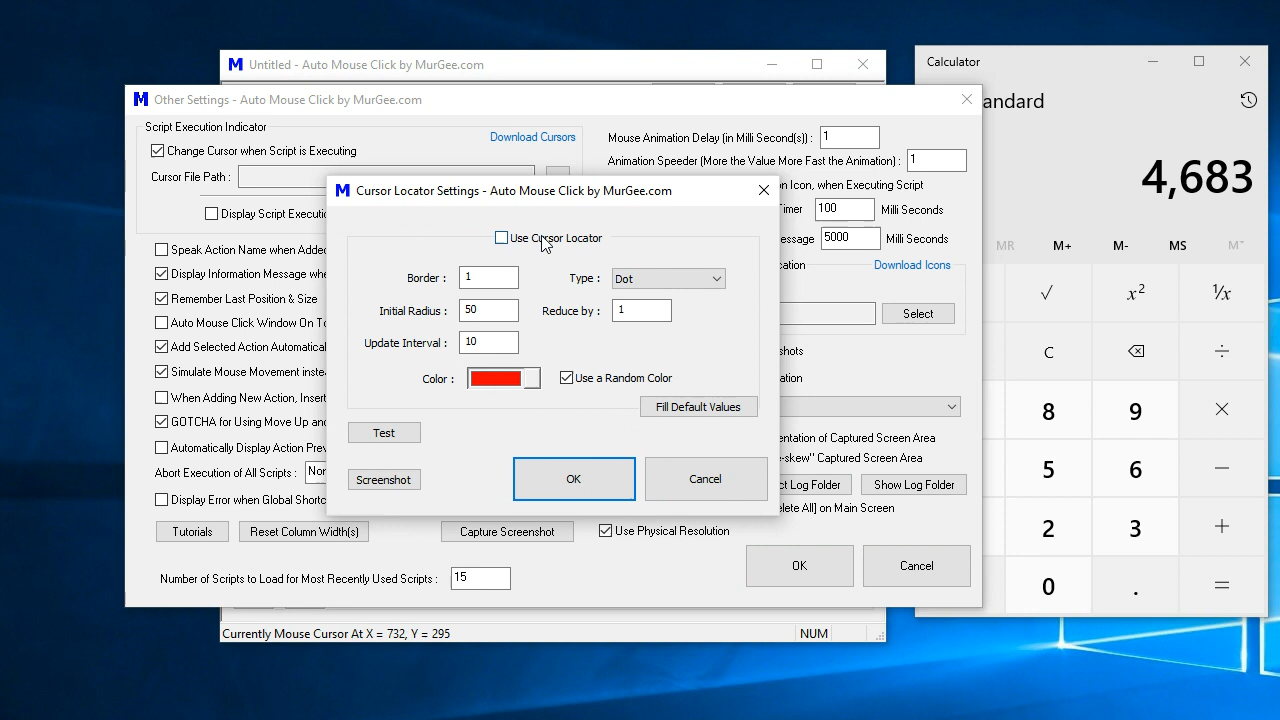 M Untitled - Auto Mouse Click by MurGee.com
Calculator
M Other Settings - Auto Mouse Click by MurGee.com
andard
Script Execution Indicator
Download Cursors
Change Cursor when Script is Executing
Cursor File Path :
Mouse Animation Delay (in Milli Second(s)) : 1
Animation Speeder (More the Value More Fast the Animation) : 1
4,683
M Cursor Locator Settings - Auto Mouse Click by MurGee.com
on Icon, when Executing Script
Display Script Executi
imer 100 Milli Seconds
Use Cursor Locator
essage 5000 Milli Seconds
MR M+ M- MS M˅
Speak Action Name when Added
Display Infomation Message whe
Remember Last Position & Size
Auto Mouse Click Window On To
Add Selected Action Automatical
Simulate Mouse Movement inste
When Adding New Action, Insert
GOTCHA for Using Move Up and
Automatically Display Action Prev
Abort Execution of All Scripts : Nor
Display Error when Global Shortc
Border : 1 Type : Dot
Initial Radius : 50 Reduce by : 1
Update Interval : 10
Color : Use a Random Color
Fill Default Values
Test
Screenshot OK Cancel
cation Download Icons
Select
shots
ation
entation of Captured Screen Area
e-skew" Captured Screen Area
ct Log Folder Show Log Folder
elete All] on Main Screen
√ x² ¹/x
C ⌫ ÷
8 9 ×
5 6 −
2 3 +
0 . =
Tutorials Reset Column Width(s) Capture Screenshot Use Physical Resolution
OK Cancel
Number of Scripts to Load for Most Recently Used Scripts : 15
Currently Mouse Cursor At X = 732, Y = 295 NUM